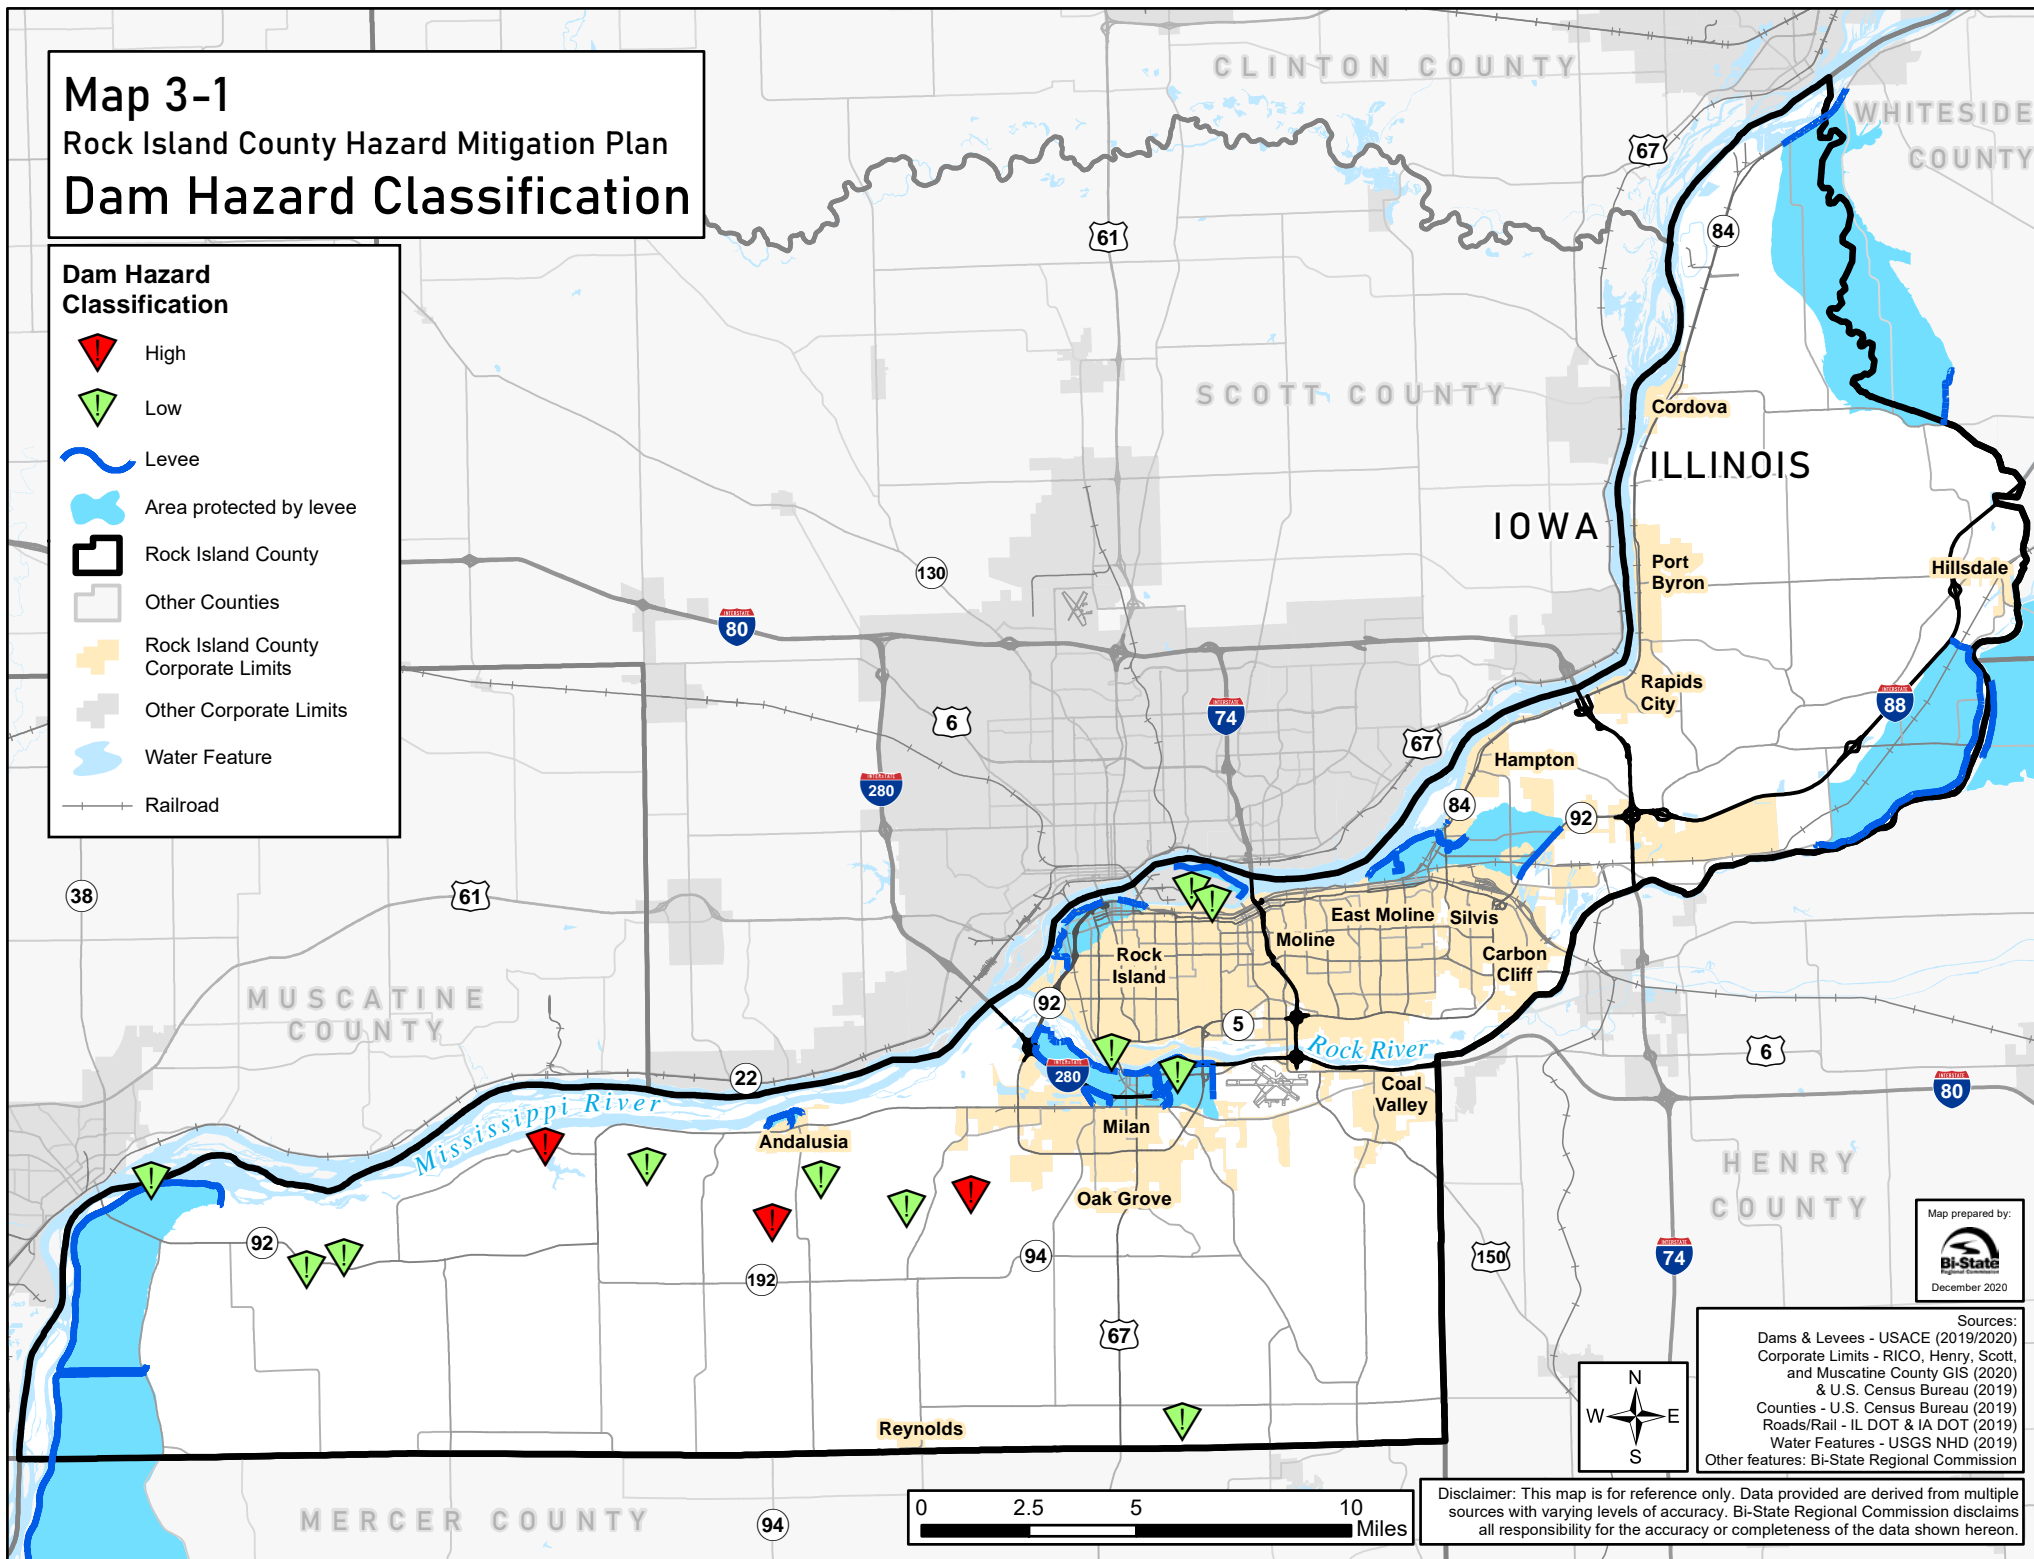 Map 3-1
Rock Island County Hazard Mitigation Plan
Dam Hazard Classification
Dam Hazard
Classification
High
Low
Levee
Area protected by levee
Rock Island County
Other Counties
Rock Island County
Corporate Limits
Other Corporate Limits
Water Feature
Railroad
CLINTON COUNTY
WHITESIDE
COUNTY
67
84
61
SCOTT COUNTY
Cordova
ILLINOIS
IOWA
130
Port
Byron
Hillsdale
INTERSTATE
80
Rapids
City
INTERSTATE
88
6
INTERSTATE
74
67
Hampton
INTERSTATE
280
84
92
38
61
East Moline
Silvis
Moline
Rock
Island
Carbon
Cliff
MUSCATINE
COUNTY
92
5
Rock River
6
INTERSTATE
280
22
Coal
Valley
INTERSTATE
80
Mississippi River
Andalusia
Milan
HENRY
COUNTY
Oak Grove
92
94
150
INTERSTATE
74
192
67
Reynolds
MERCER COUNTY
94
Map prepared by:
Bi-State
Regional Commission
December 2020
N
W
E
S
Sources:
Dams & Levees - USACE (2019/2020)
Corporate Limits - RICO, Henry, Scott,
and Muscatine County GIS (2020)
& U.S. Census Bureau (2019)
Counties - U.S. Census Bureau (2019)
Roads/Rail - IL DOT & IA DOT (2019)
Water Features - USGS NHD (2019)
Other features: Bi-State Regional Commission
0 2.5 5 10
Miles
Disclaimer: This map is for reference only. Data provided are derived from multiple
sources with varying levels of accuracy. Bi-State Regional Commission disclaims
all responsibility for the accuracy or completeness of the data shown hereon.